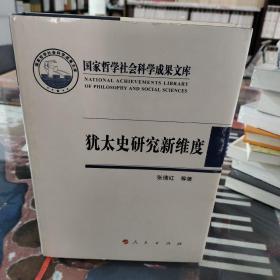 国家哲学社会科学成果文库
NATIONAL ACHIEVEMENTS LIBRARY
OF PHILOSOPHY AND SOCIAL SCIENCES
犹太史研究新维度
张倩红 等著
人民出版社